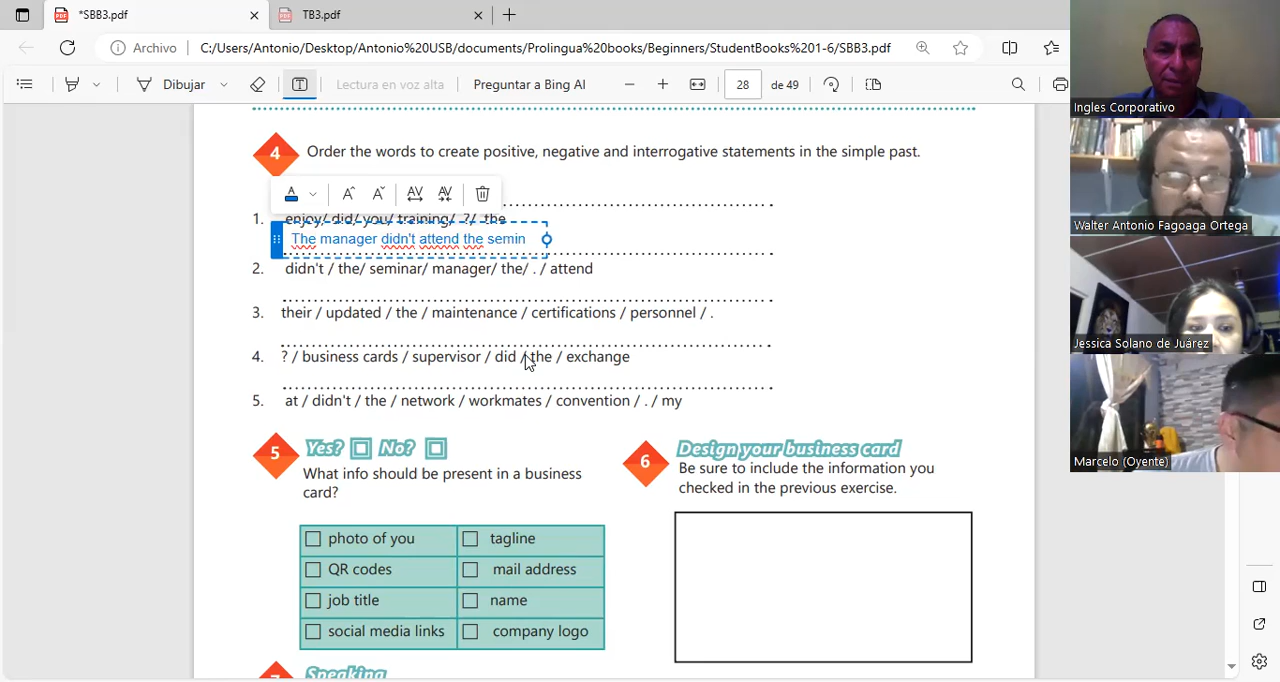 *SBB3.pdf
TB3.pdf
Archivo
C:/Users/Antonio/Desktop/Antonio%20USB/documents/Prolingua%20books/Beginners/StudentBooks%201-6/SBB3.pdf
Dibujar
Lectura en voz alta
Preguntar a Bing AI
28
de 49
4
Order the words to create positive, negative and interrogative statements in the simple past.
1. enjoy/ did/ you/ training/ ?/ the
The manager didn't attend the semin
2. didn't / the/ seminar/ manager/ the/ . / attend
3. their / updated / the / maintenance / certifications / personnel / .
4. ? / business cards / supervisor / did / the / exchange
5. at / didn't / the / network / workmates / convention / . / my
5
Yes? No?
What info should be present in a business
card?
photo of you
tagline
QR codes
mail address
job title
name
social media links
company logo
6
Design your business card
Be sure to include the information you
checked in the previous exercise.
7
Speaking
Ingles Corporativo
Walter Antonio Fagoaga Ortega
Jessica Solano de Juárez
Marcelo (Oyente)